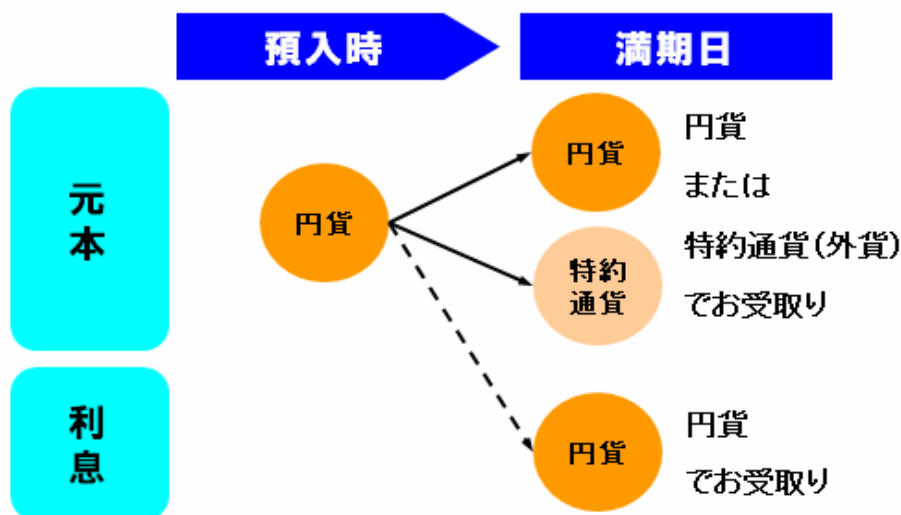 預入時
満期日
元
本
円貨
円貨
特約
通貨
円貨
または
特約通貨(外貨)
でお受取り
利
息
円貨
円貨
でお受取り